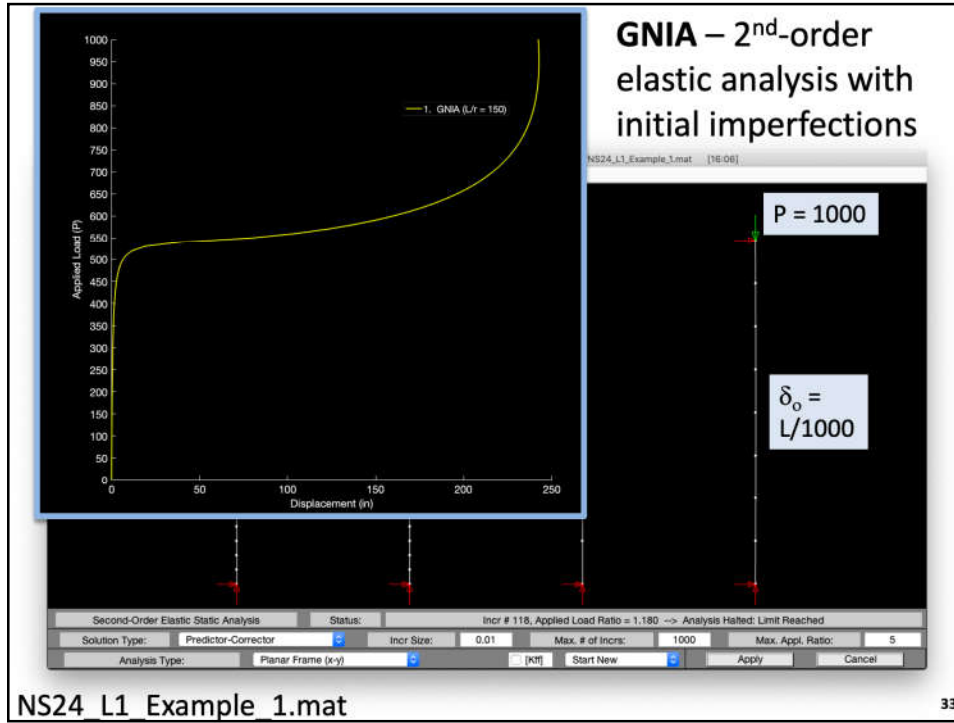 GNIA – 2nd-order
elastic analysis with
initial imperfections
1000
950
900
850
800
750
700
650
600
550
500
450
400
350
300
250
200
150
100
50
0
Applied Load (P)
1. GNIA (L/r = 150)
0 50 100 150 200 250
Displacement (in)
NS24_L1_Example_1.mat [16:06]
P = 1000
δo =
L/1000
Second-Order Elastic Static Analysis Status: Incr # 118, Applied Load Ratio = 1.180 --> Analysis Halted: Limit Reached
Solution Type: Predictor-Corrector Incr Size: 0.01 Max. # of Incrs: 1000 Max. Appl. Ratio: 5
Analysis Type: Planar Frame (x-y) [Kff] Start New Apply Cancel
NS24_L1_Example_1.mat
33